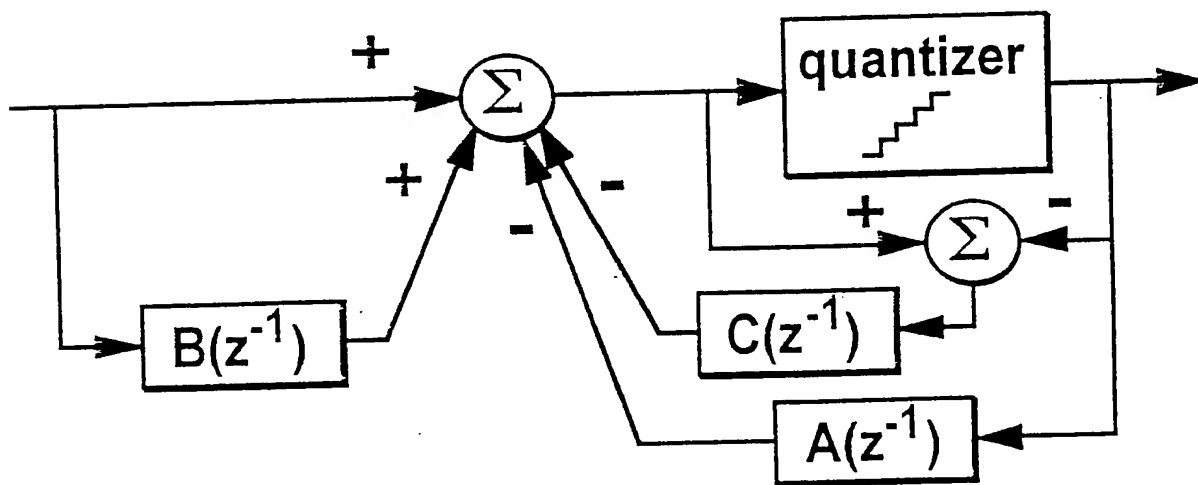 +
Σ
quantizer
+
-
-
+
-
Σ
B(z⁻¹)
C(z⁻¹)
A(z⁻¹)